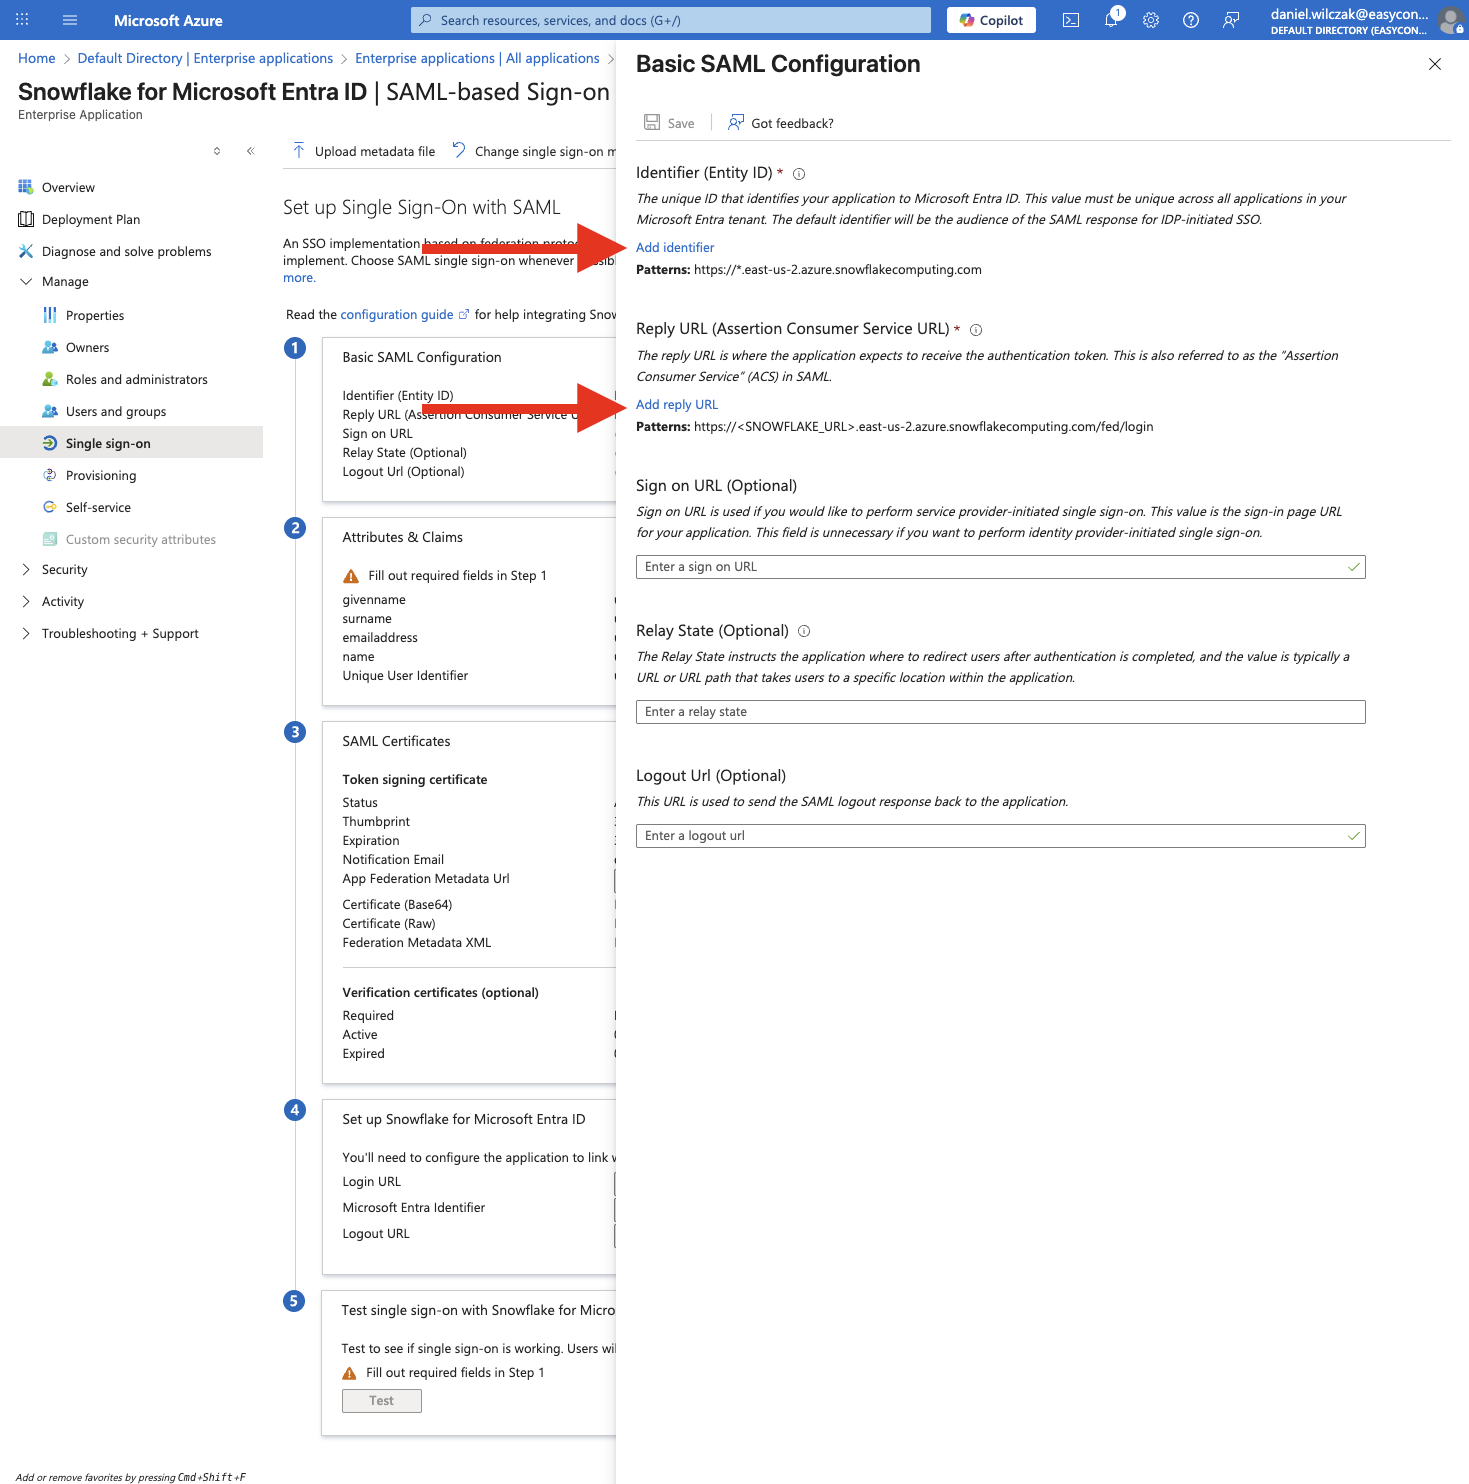 Microsoft Azure
Search resources, services, and docs (G+/)
Copilot
1
daniel.wilczak@easycon...
DEFAULT DIRECTORY (EASYCON...
Home > Default Directory | Enterprise applications > Enterprise applications | All applications >
Snowflake for Microsoft Entra ID | SAML-based Sign-on
Enterprise Application
Overview
Deployment Plan
Diagnose and solve problems
Manage
Properties
Owners
Roles and administrators
Users and groups
Single sign-on
Provisioning
Self-service
Custom security attributes
Security
Activity
Troubleshooting + Support
Add or remove favorites by pressing Cmd+Shift+F
Upload metadata file
Change single sign-on m
Set up Single Sign-On with SAML
An SSO implementation based on federation
implement. Choose SAML single sign-on whenever
more.
Read the configuration guide for help integrating Snow
1
Basic SAML Configuration
Identifier (Entity ID)
Reply URL (Assertion Consumer Service
Sign on URL
Relay State (Optional)
Logout Url (Optional)
2
Attributes & Claims
Fill out required fields in Step 1
givenname
surname
emailaddress
name
Unique User Identifier
3
SAML Certificates
Token signing certificate
Status
Thumbprint
Expiration
Notification Email
App Federation Metadata Url
Certificate (Base64)
Certificate (Raw)
Federation Metadata XML
Verification certificates (optional)
Required
Active
Expired
4
Set up Snowflake for Microsoft Entra ID
You'll need to configure the application to link w
Login URL
Microsoft Entra Identifier
Logout URL
5
Test single sign-on with Snowflake for Micro
Test to see if single sign-on is working. Users wil
Fill out required fields in Step 1
Test
Basic SAML Configuration
Save
Got feedback?
Identifier (Entity ID) *
The unique ID that identifies your application to Microsoft Entra ID. This value must be unique across all applications in your
Microsoft Entra tenant. The default identifier will be the audience of the SAML response for IDP-initiated SSO.
Add identifier
Patterns: https://*.east-us-2.azure.snowflakecomputing.com
Reply URL (Assertion Consumer Service URL) *
The reply URL is where the application expects to receive the authentication token. This is also referred to as the "Assertion
Consumer Service" (ACS) in SAML.
Add reply URL
Patterns: https://<SNOWFLAKE_URL>.east-us-2.azure.snowflakecomputing.com/fed/login
Sign on URL (Optional)
Sign on URL is used if you would like to perform service provider-initiated single sign-on. This value is the sign-in page URL
for your application. This field is unnecessary if you want to perform identity provider-initiated single sign-on.
Enter a sign on URL
Relay State (Optional)
The Relay State instructs the application where to redirect users after authentication is completed, and the value is typically a
URL or URL path that takes users to a specific location within the application.
Enter a relay state
Logout Url (Optional)
This URL is used to send the SAML logout response back to the application.
Enter a logout url